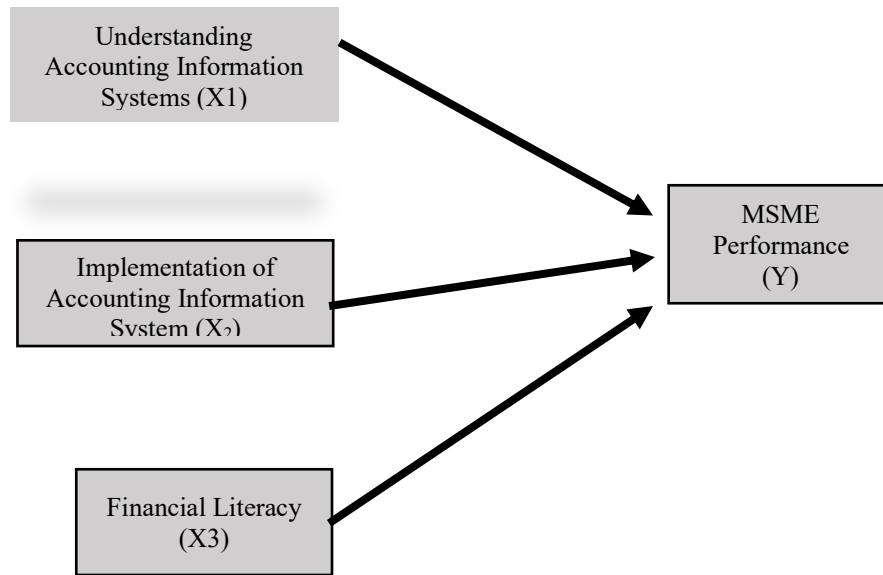 Understanding
Accounting Information
Systems (X1)
MSME
Performance
(Y)
Implementation of
Accounting Information
System (X₂)
Financial Literacy
(X3)